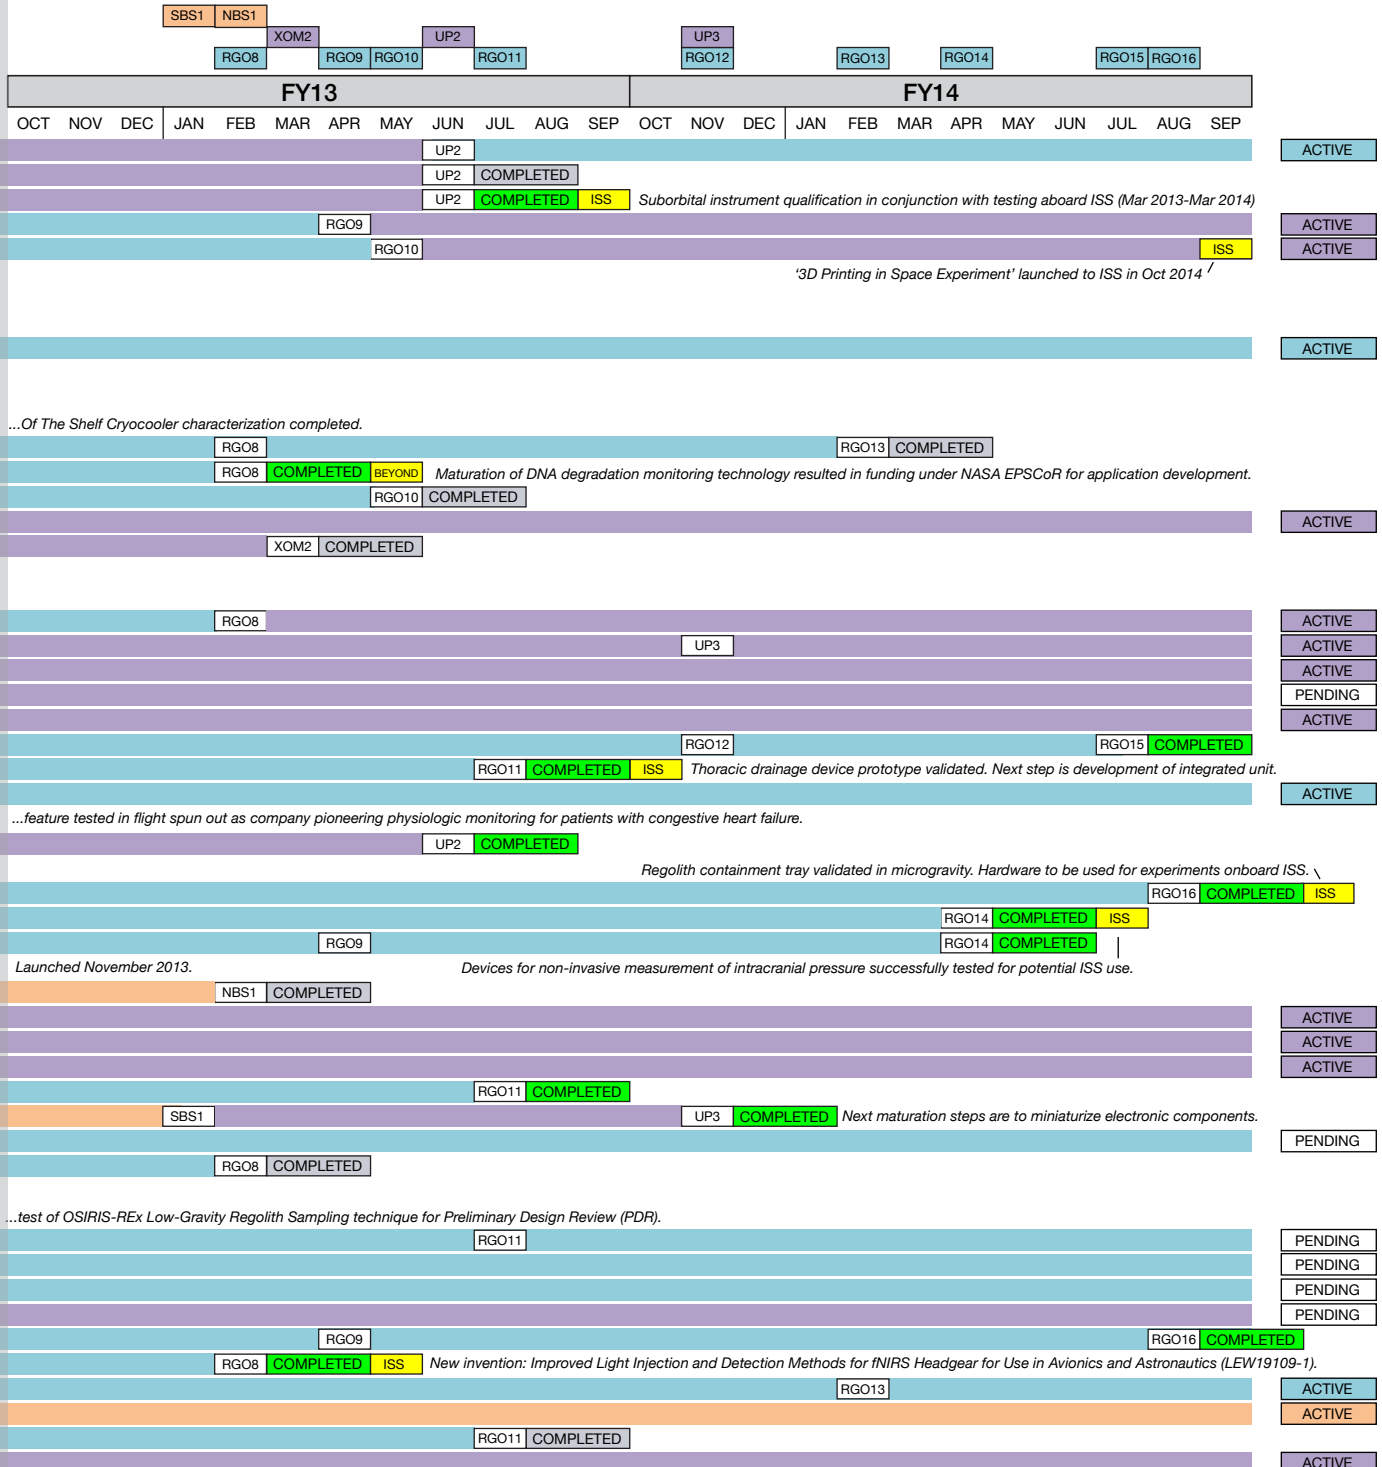 SBS1 NBS1
XOM2 UP2 UP3
RGO8 RGO9 RGO10 RGO11 RGO12 RGO13 RGO14 RGO15 RGO16
FY13 FY14
OCT NOV DEC JAN FEB MAR APR MAY JUN JUL AUG SEP OCT NOV DEC JAN FEB MAR APR MAY JUN JUL AUG SEP
UP2 ACTIVE
UP2 COMPLETED
UP2 COMPLETED ISS Suborbital instrument qualification in conjunction with testing aboard ISS (Mar 2013-Mar 2014)
RGO9 ACTIVE
RGO10 ISS ACTIVE
‘3D Printing in Space Experiment’ launched to ISS in Oct 2014
ACTIVE
...Of The Shelf Cryocooler characterization completed.
RGO8 RGO13 COMPLETED
RGO8 COMPLETED BEYOND Maturation of DNA degradation monitoring technology resulted in funding under NASA EPSCoR for application development.
RGO10 COMPLETED
ACTIVE
XOM2 COMPLETED
RGO8 ACTIVE
UP3 ACTIVE
ACTIVE
PENDING
ACTIVE
RGO12 RGO15 COMPLETED
RGO11 COMPLETED ISS Thoracic drainage device prototype validated. Next step is development of integrated unit.
ACTIVE
...feature tested in flight spun out as company pioneering physiologic monitoring for patients with congestive heart failure.
UP2 COMPLETED
Regolith containment tray validated in microgravity. Hardware to be used for experiments onboard ISS.
RGO16 COMPLETED ISS
RGO14 COMPLETED ISS
RGO9 RGO14 COMPLETED
Launched November 2013. Devices for non-invasive measurement of intracranial pressure successfully tested for potential ISS use.
NBS1 COMPLETED
ACTIVE
ACTIVE
ACTIVE
RGO11 COMPLETED
SBS1 UP3 COMPLETED Next maturation steps are to miniaturize electronic components.
PENDING
RGO8 COMPLETED
...test of OSIRIS-REx Low-Gravity Regolith Sampling technique for Preliminary Design Review (PDR).
RGO11 PENDING
PENDING
PENDING
PENDING
RGO9 RGO16 COMPLETED
RGO8 COMPLETED ISS New invention: Improved Light Injection and Detection Methods for fNIRS Headgear for Use in Avionics and Astronautics (LEW19109-1).
RGO13 ACTIVE
ACTIVE
RGO11 COMPLETED
ACTIVE